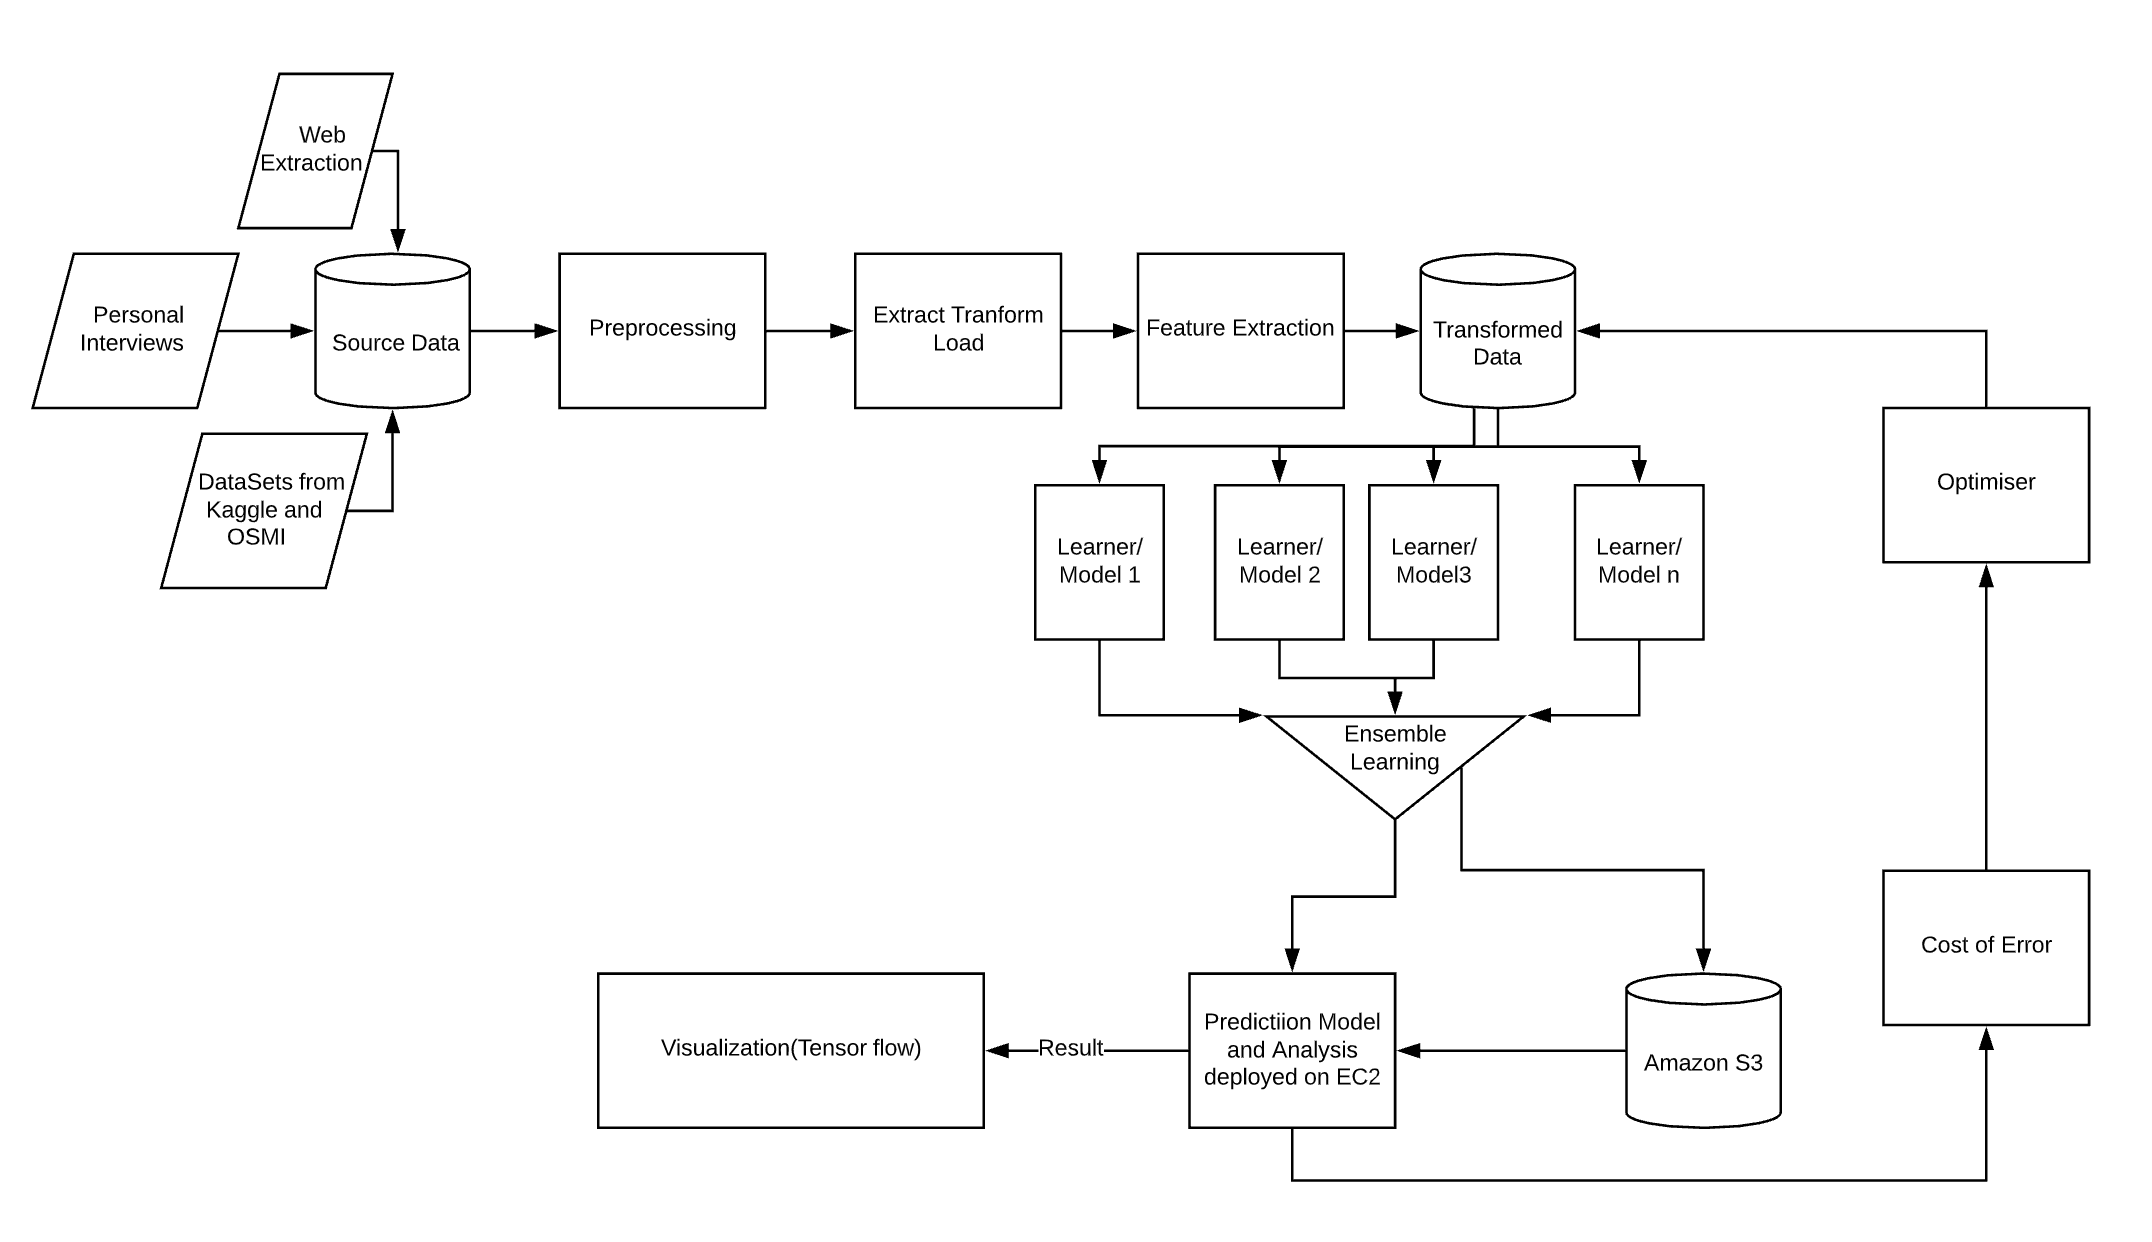 Web
Extraction
Personal
Interviews
Source Data
DataSets from
Kaggle and
OSMI
Preprocessing
Extract Tranform
Load
Feature Extraction
Transformed
Data
Learner/
Model 1
Learner/
Model 2
Learner/
Model3
Learner/
Model n
Optimiser
Ensemble
Learning
Cost of Error
Visualization(Tensor flow)
Result
Predictiion Model
and Analysis
deployed on EC2
Amazon S3